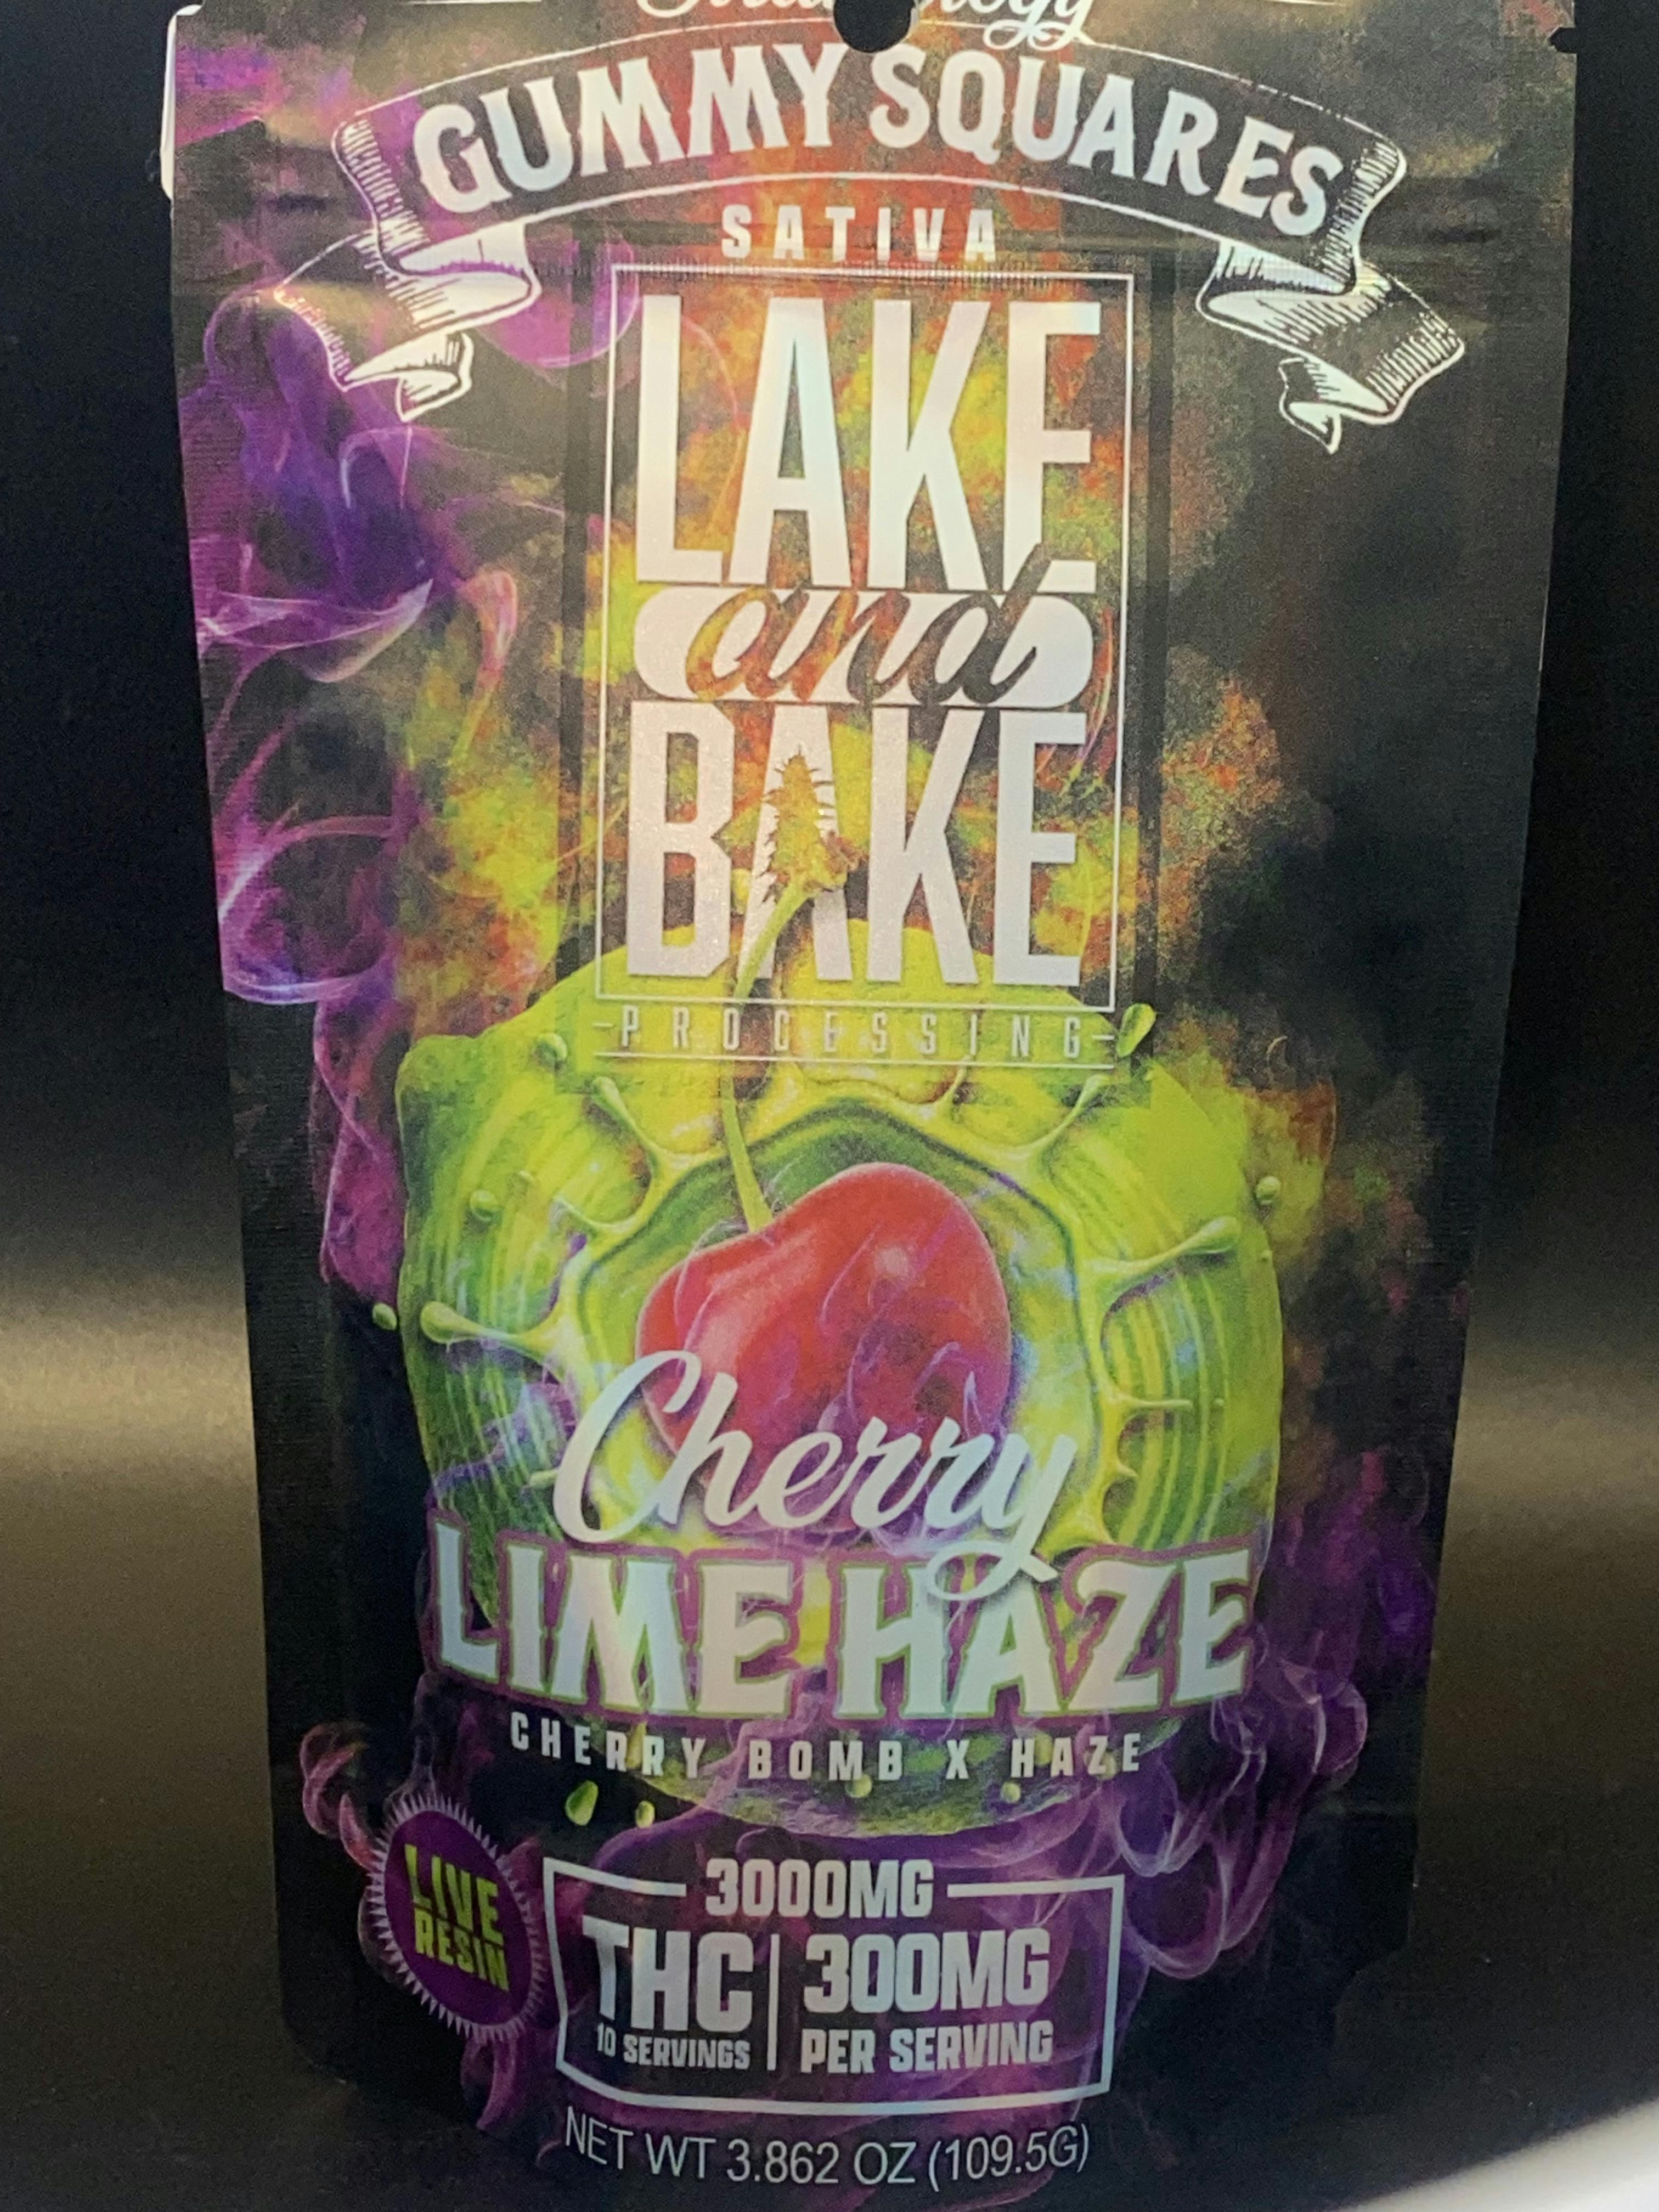 GUMMY SQUARES
SATIVA
LAKE
and
BAKE
-PROCESSING-
Cherry
LIME HAZE
CHERRY BOMB X HAZE
LIVE
RESIN
3000MG
THC | 300MG
10 SERVINGS | PER SERVING
NET WT 3.862 OZ (109.5G)